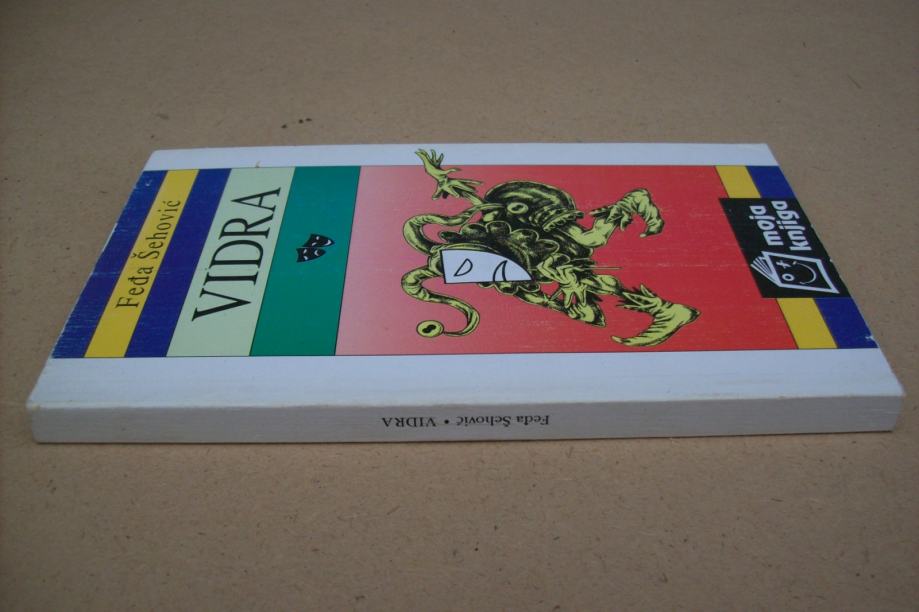 Feđa Šehović
VIDRA
moja
knjiga
Feđa Šehović • VIDRA